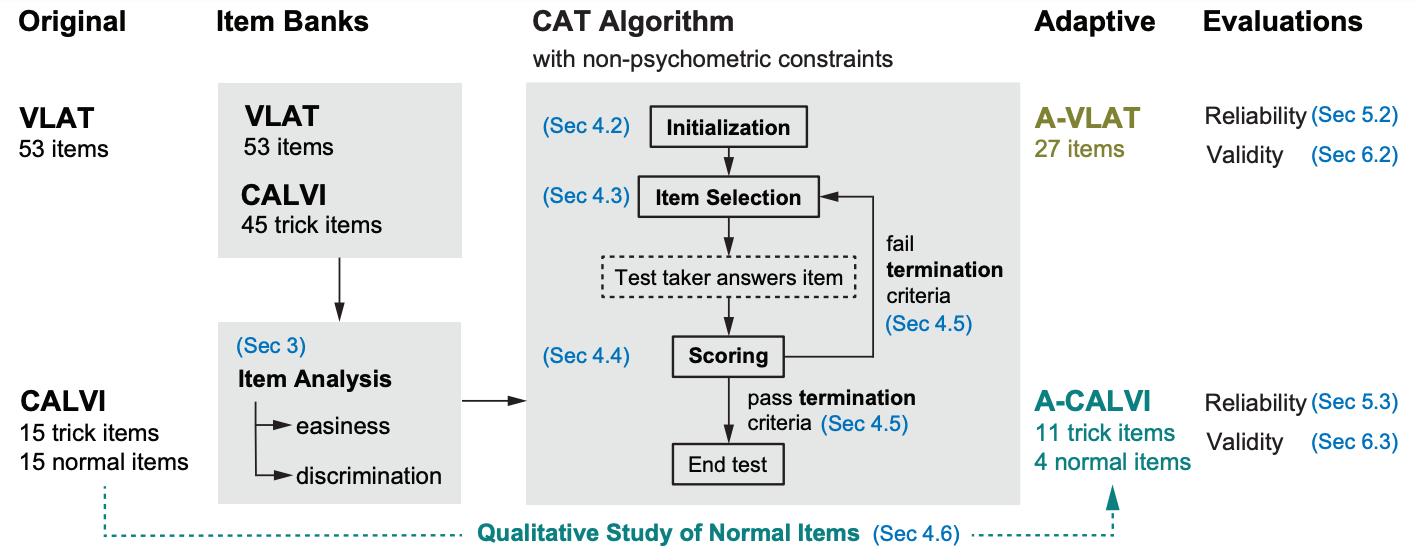 Original
Item Banks
CAT Algorithm
with non-psychometric constraints
Adaptive
Evaluations
VLAT
53 items
CALVI
15 trick items
15 normal items
VLAT
53 items
CALVI
45 trick items
(Sec 3)
Item Analysis
easiness
discrimination
(Sec 4.2)
Initialization
(Sec 4.3)
Item Selection
Test taker answers item
fail
termination
criteria
(Sec 4.5)
(Sec 4.4)
Scoring
pass termination
criteria (Sec 4.5)
End test
A-VLAT
27 items
Reliability (Sec 5.2)
Validity (Sec 6.2)
A-CALVI
11 trick items
4 normal items
Reliability (Sec 5.3)
Validity (Sec 6.3)
Qualitative Study of Normal Items (Sec 4.6)